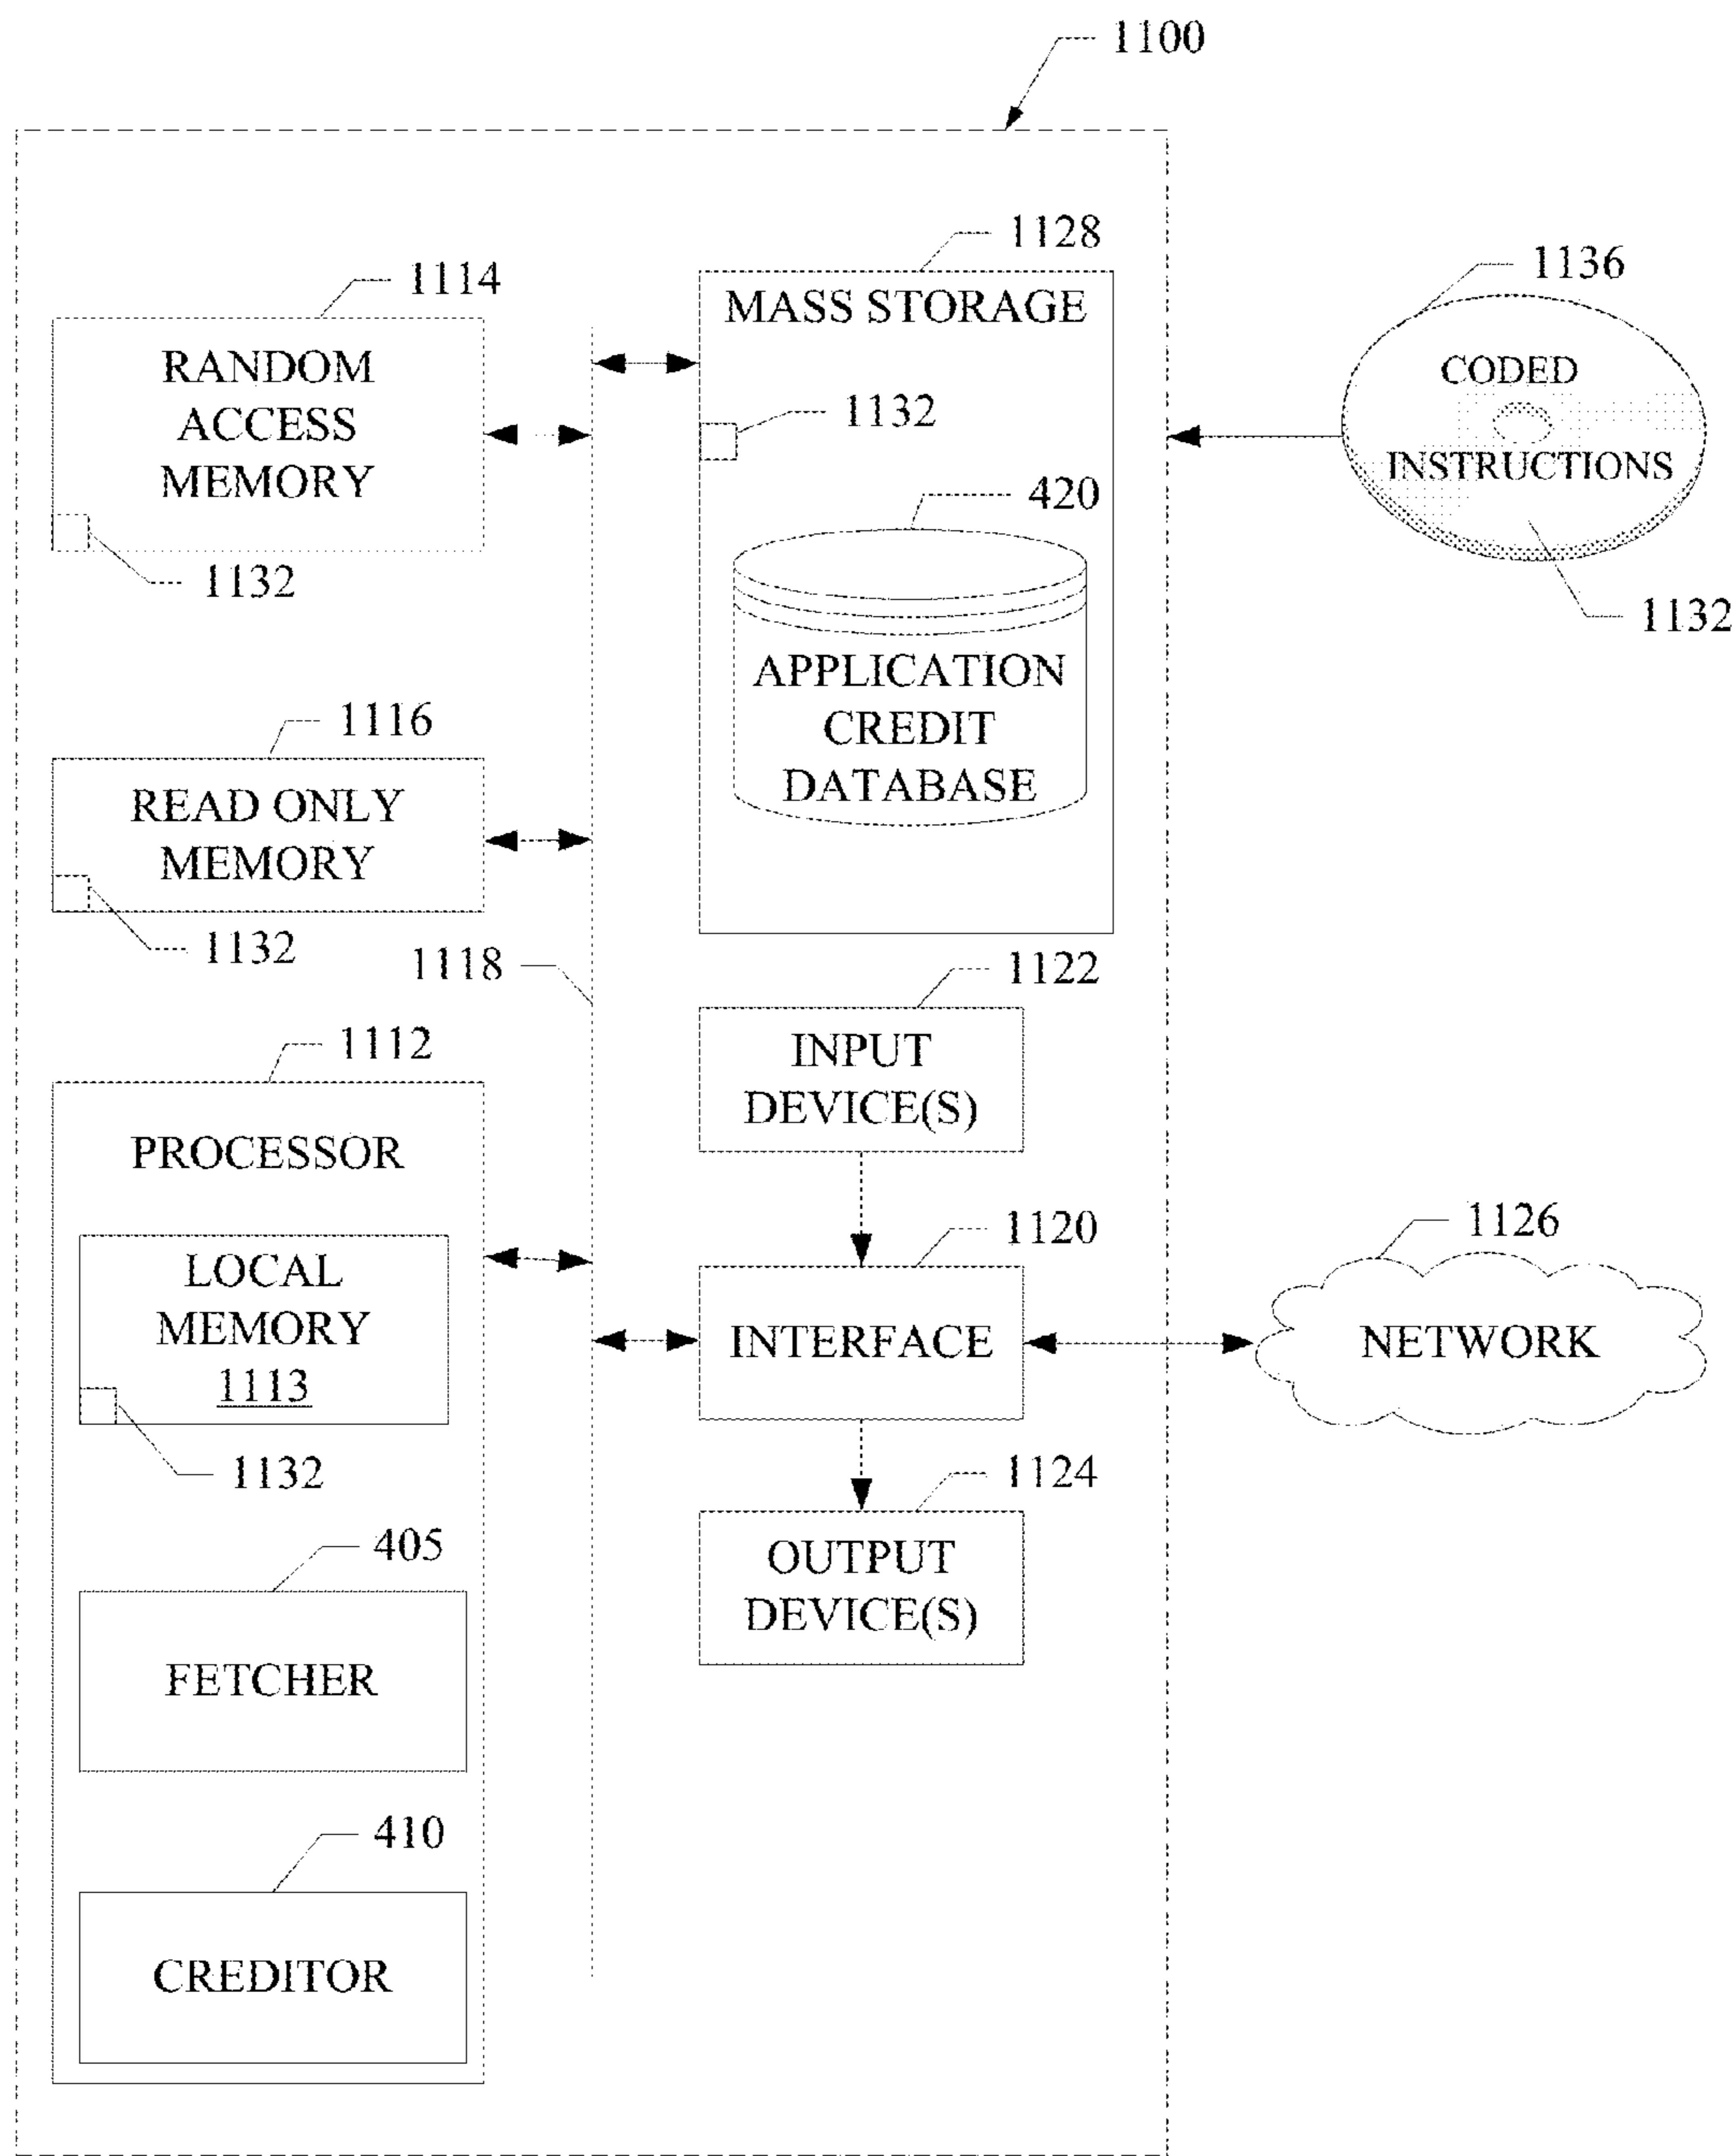 1100
1128
MASS STORAGE
1114
RANDOM
ACCESS
MEMORY
1132
1132
1136
CODED
INSTRUCTIONS
1132
420
APPLICATION
CREDIT
DATABASE
1116
READ ONLY
MEMORY
1132
1118
1122
INPUT
DEVICE(S)
1112
PROCESSOR
LOCAL
MEMORY
1113
1132
1120
INTERFACE
1126
NETWORK
1124
OUTPUT
DEVICE(S)
405
FETCHER
410
CREDITOR